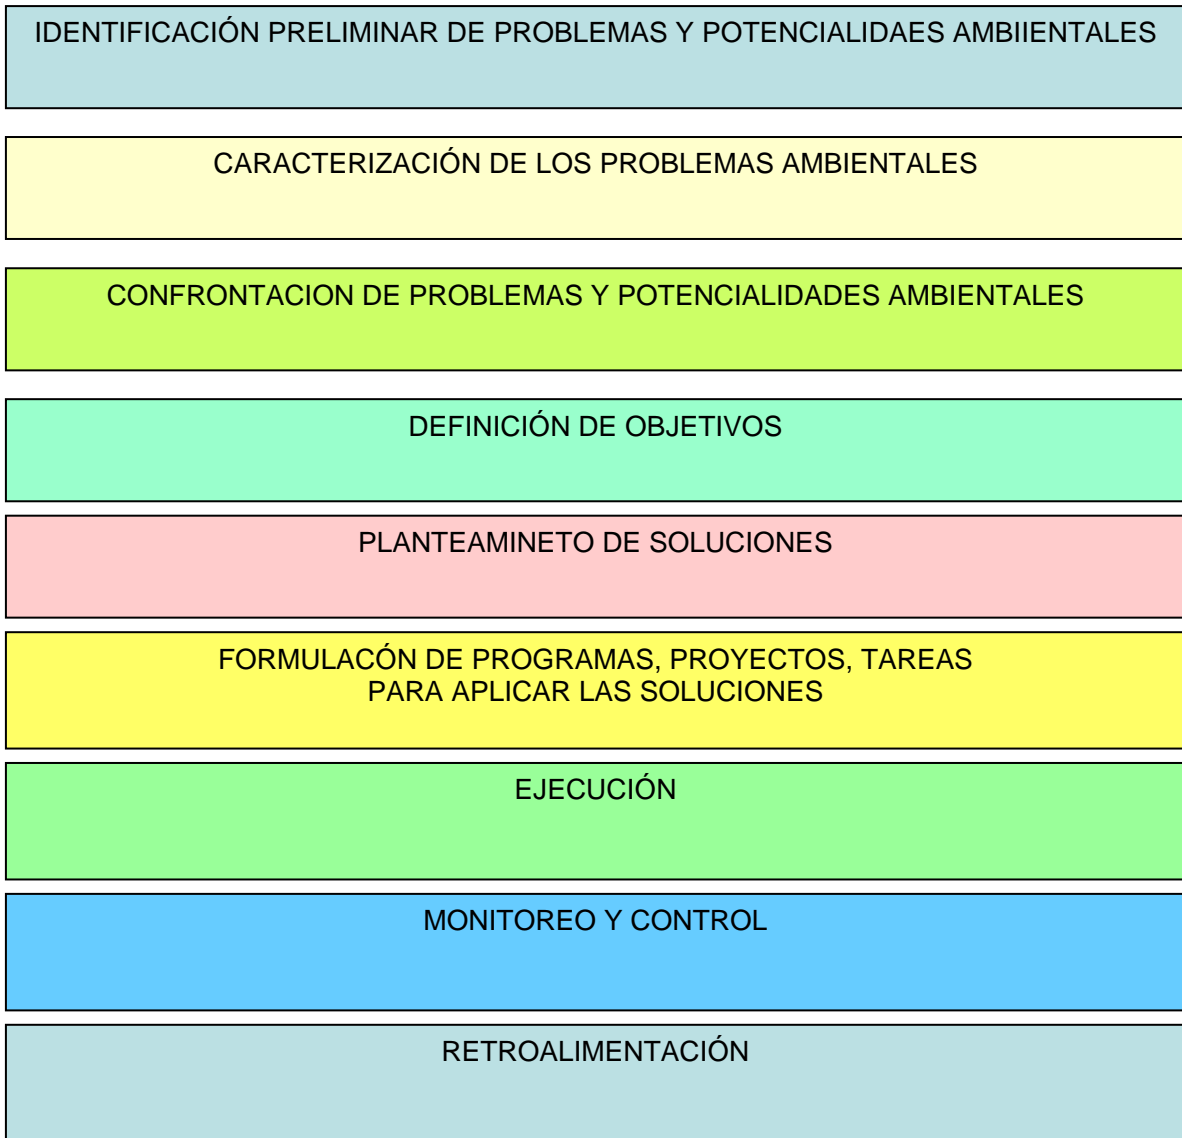 IDENTIFICACIÓN PRELIMINAR DE PROBLEMAS Y POTENCIALIDAES AMBIIENTALES
CARACTERIZACIÓN DE LOS PROBLEMAS AMBIENTALES
CONFRONTACION DE PROBLEMAS Y POTENCIALIDADES AMBIENTALES
DEFINICIÓN DE OBJETIVOS
PLANTEAMINETO DE SOLUCIONES
FORMULACÓN DE PROGRAMAS, PROYECTOS, TAREAS
PARA APLICAR LAS SOLUCIONES
EJECUCIÓN
MONITOREO Y CONTROL
RETROALIMENTACIÓN